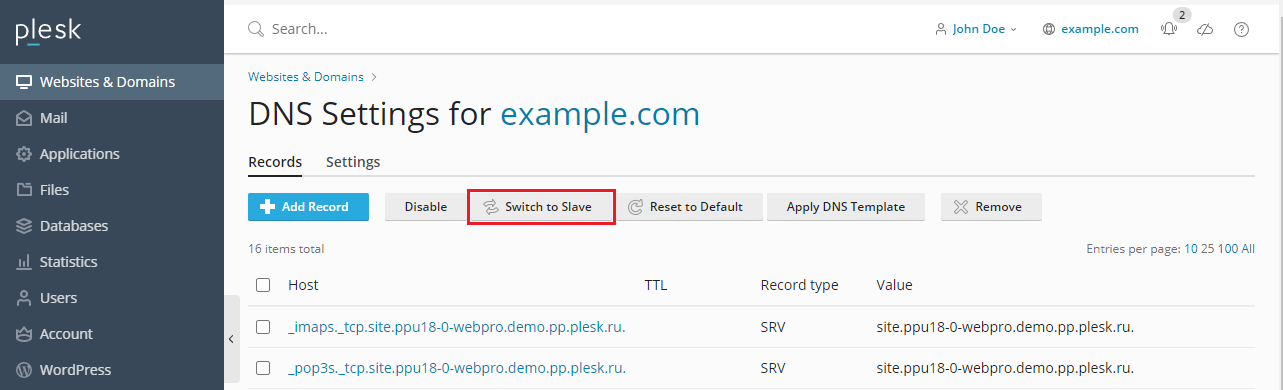 plesk
Search...
John Doe
example.com
2
Websites & Domains
Mail
Applications
Files
Databases
Statistics
Users
Account
WordPress
Websites & Domains >
DNS Settings for example.com
Records Settings
Add Record Disable Switch to Slave Reset to Default Apply DNS Template Remove
16 items total Entries per page: 10 25 100 All
Host TTL Record type Value
_imaps._tcp.site.ppu18-0-webpro.demo.pp.plesk.ru. SRV site.ppu18-0-webpro.demo.pp.plesk.ru.
_pop3s._tcp.site.ppu18-0-webpro.demo.pp.plesk.ru. SRV site.ppu18-0-webpro.demo.pp.plesk.ru.